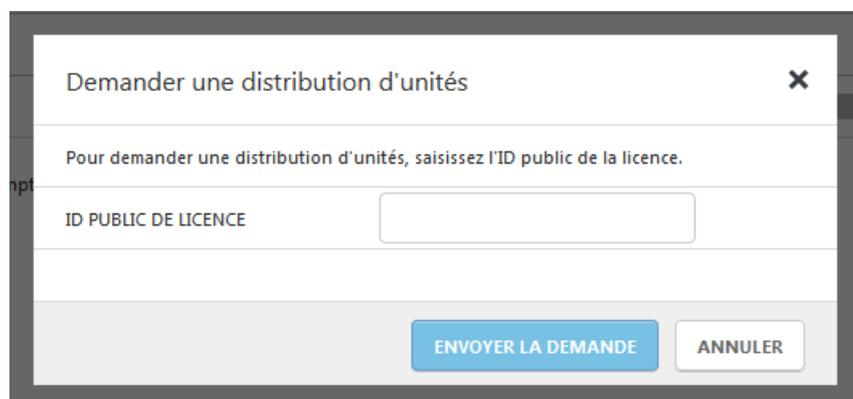 Demander une distribution d'unités
Pour demander une distribution d'unités, saisissez l'ID public de la licence.
ID PUBLIC DE LICENCE
ENVOYER LA DEMANDE
ANNULER